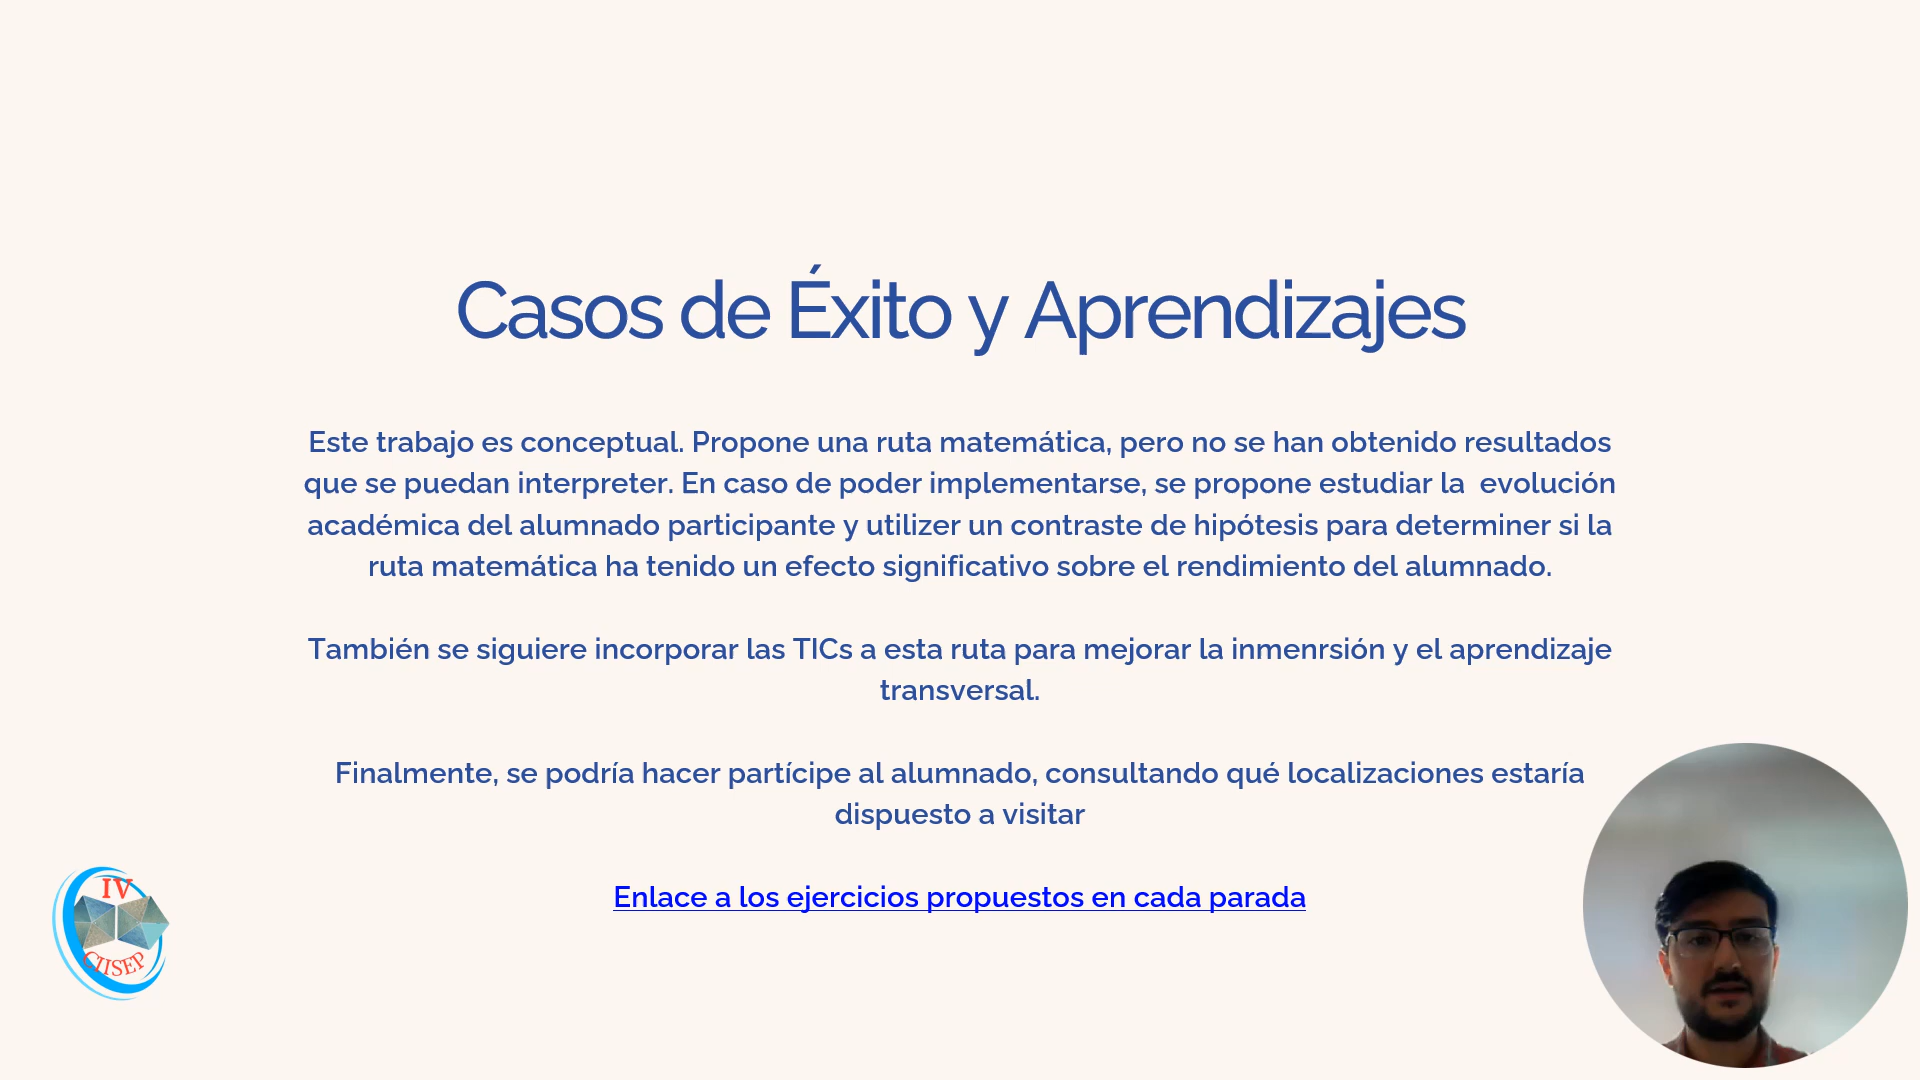 Casos de Éxito y Aprendizajes
Este trabajo es conceptual. Propone una ruta matemática, pero no se han obtenido resultados
que se puedan interpreter. En caso de poder implementarse, se propone estudiar la  evolución
académica del alumnado participante y utilizer un contraste de hipótesis para determiner si la
ruta matemática ha tenido un efecto significativo sobre el rendimiento del alumnado.
También se siguiere incorporar las TICs a esta ruta para mejorar la inmenrsión y el aprendizaje
transversal.
Finalmente, se podría hacer partícipe al alumnado, consultando qué localizaciones estaría
dispuesto a visitar
Enlace a los ejercicios propuestos en cada parada
IV
CIISEP